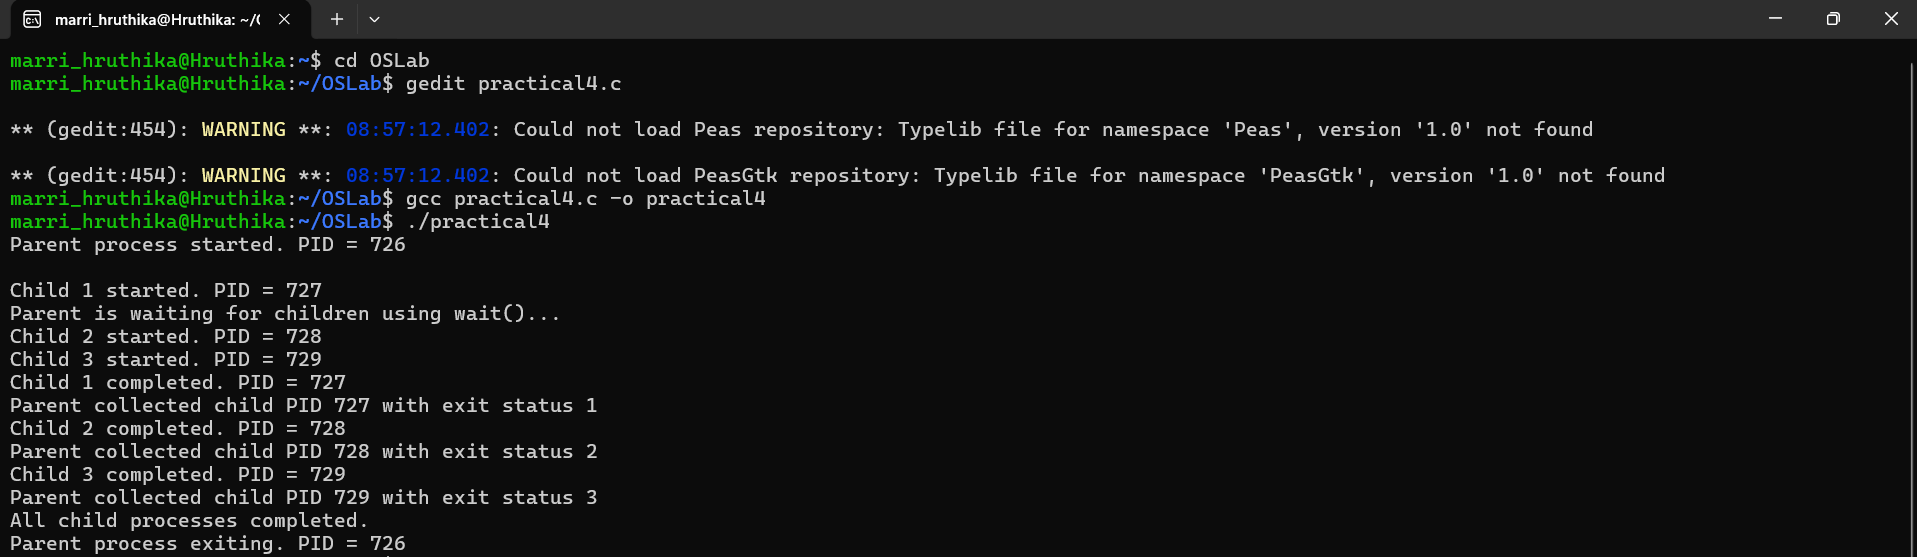 marri_hruthika@Hruthika: ~/(
marri_hruthika@Hruthika:~$ cd OSLab
marri_hruthika@Hruthika:~/OSLab$ gedit practical4.c
** (gedit:454): WARNING **: 08:57:12.402: Could not load Peas repository: Typelib file for namespace 'Peas', version '1.0' not found
** (gedit:454): WARNING **: 08:57:12.402: Could not load PeasGtk repository: Typelib file for namespace 'PeasGtk', version '1.0' not found
marri_hruthika@Hruthika:~/OSLab$ gcc practical4.c -o practical4
marri_hruthika@Hruthika:~/OSLab$ ./practical4
Parent process started. PID = 726
Child 1 started. PID = 727
Parent is waiting for children using wait()...
Child 2 started. PID = 728
Child 3 started. PID = 729
Child 1 completed. PID = 727
Parent collected child PID 727 with exit status 1
Child 2 completed. PID = 728
Parent collected child PID 728 with exit status 2
Child 3 completed. PID = 729
Parent collected child PID 729 with exit status 3
All child processes completed.
Parent process exiting. PID = 726